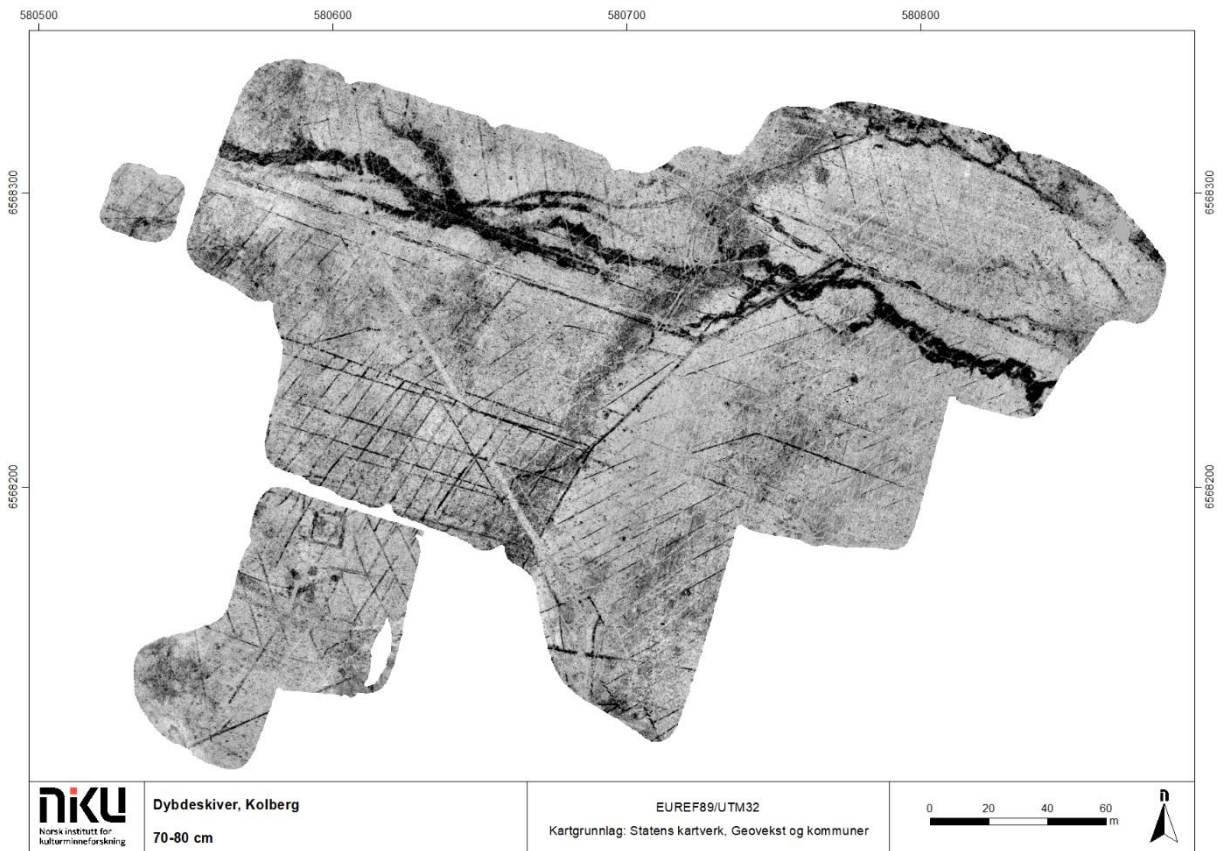 580500 580600 580700 580800
6568300 6568300
6568200 6568200
NIKU
Norsk institutt for
kulturminneforskning
Dybdeskiver, Kolberg
70-80 cm
EUREF89/UTM32
Kartgrunnlag: Statens kartverk, Geovekst og kommuner
0 20 40 60
m
n